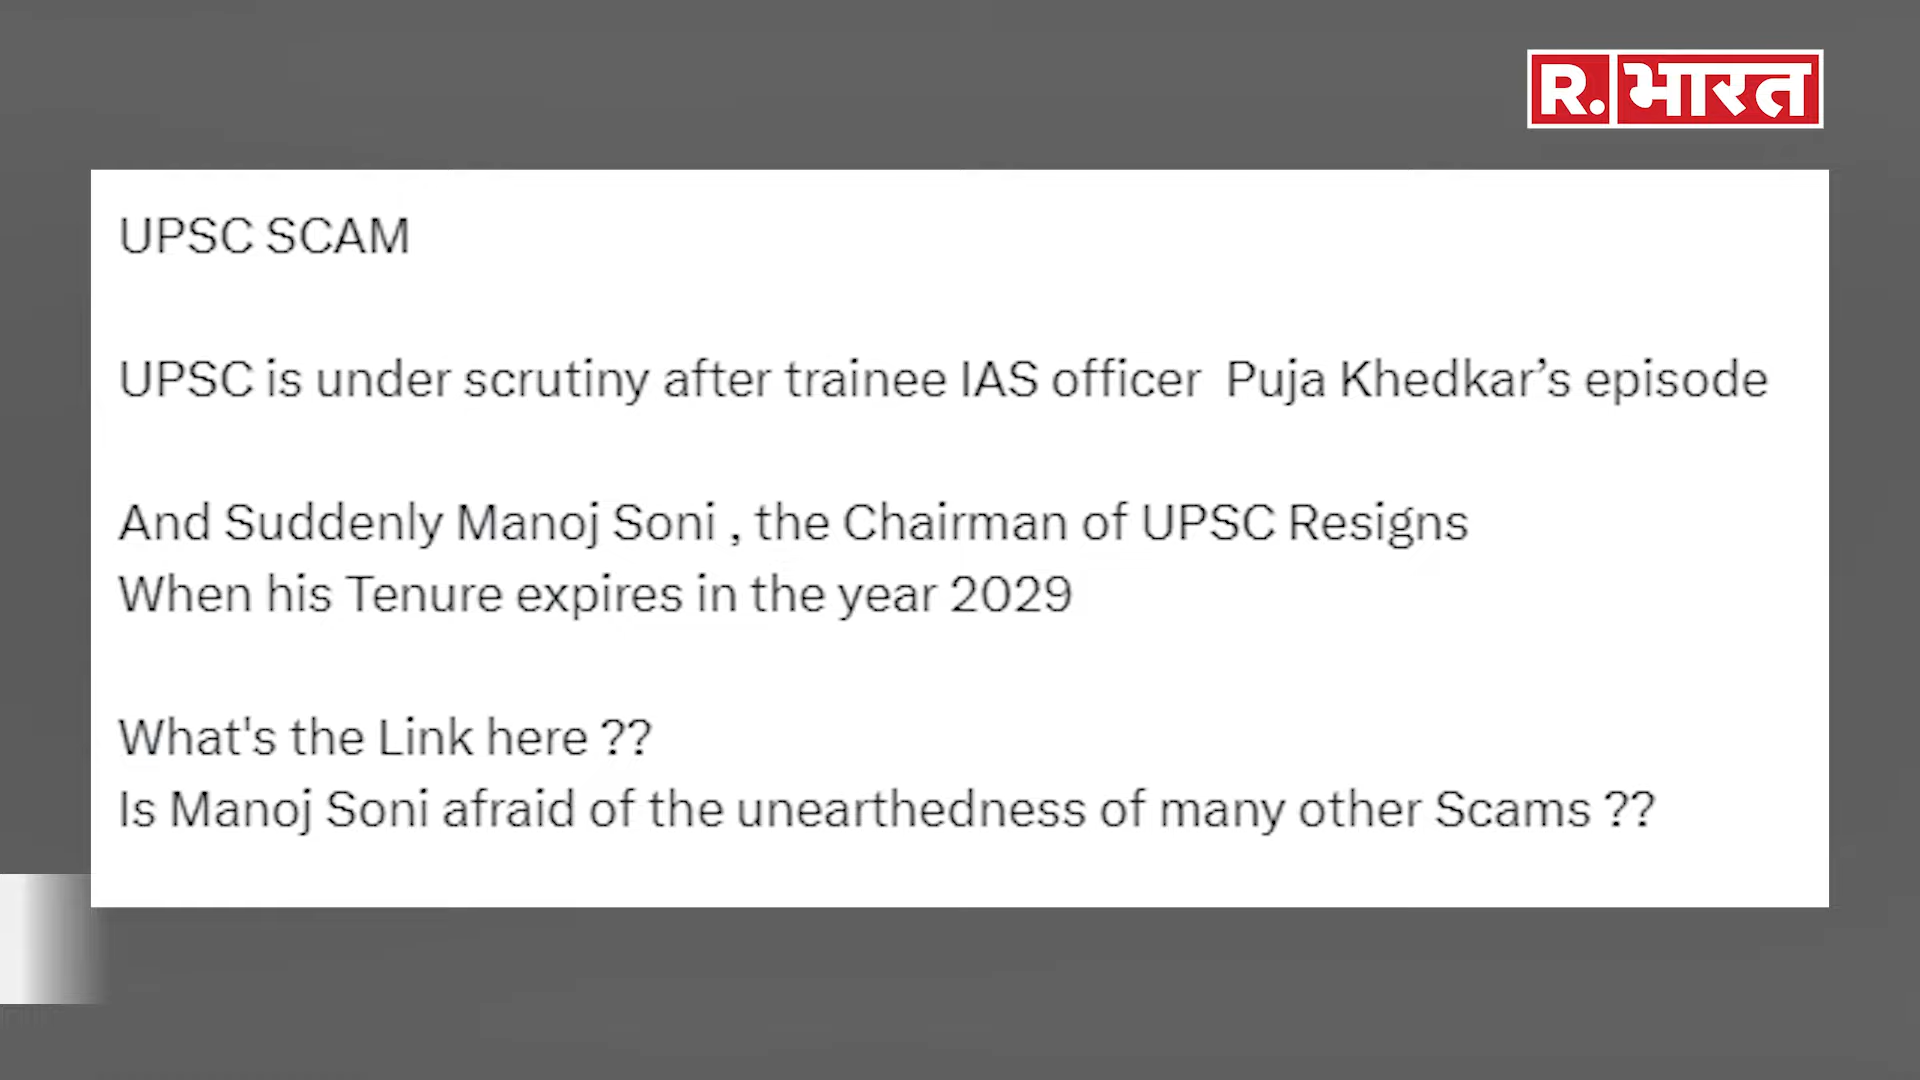 R.भारत
UPSC SCAM
UPSC is under scrutiny after trainee IAS officer  Puja Khedkar’s episode
And Suddenly Manoj Soni , the Chairman of UPSC Resigns
When his Tenure expires in the year 2029
What's the Link here ??
Is Manoj Soni afraid of the unearthedness of many other Scams ??